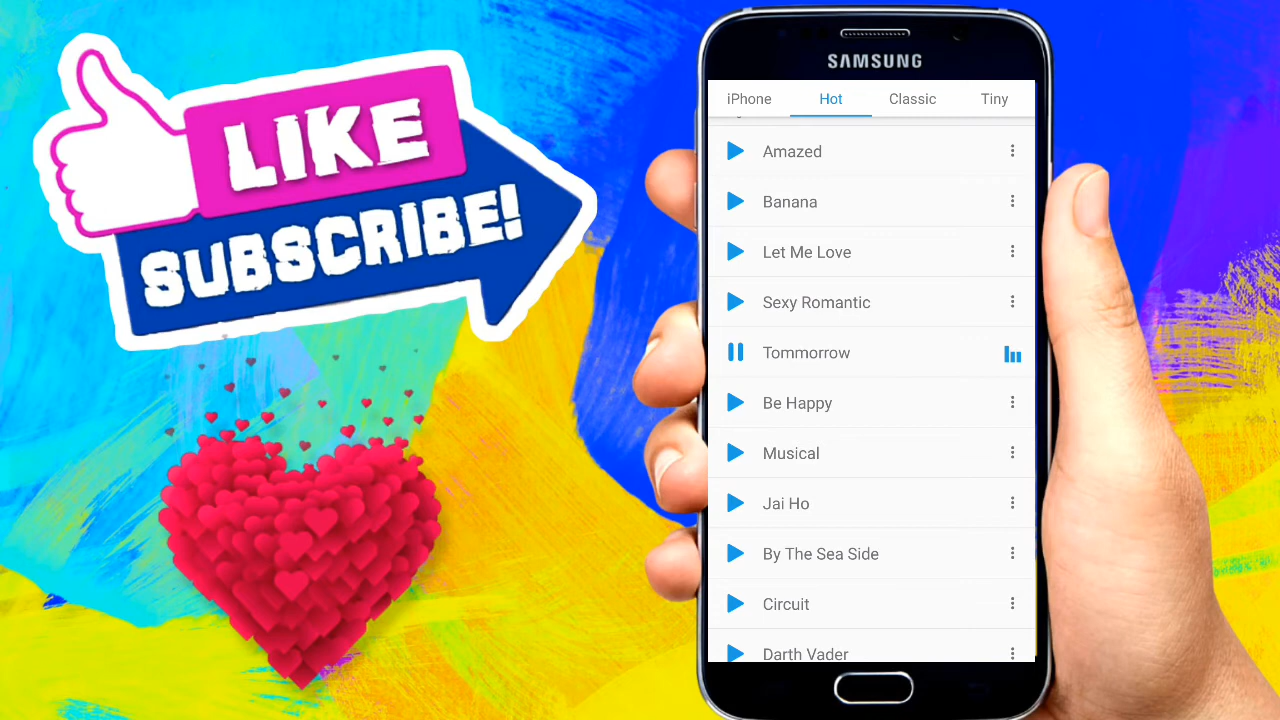 LIKE
SUBSCRIBE!
SAMSUNG
iPhone Hot Classic Tiny
Amazed
Banana
Let Me Love
Sexy Romantic
Tommorrow
Be Happy
Musical
Jai Ho
By The Sea Side
Circuit
Darth Vader